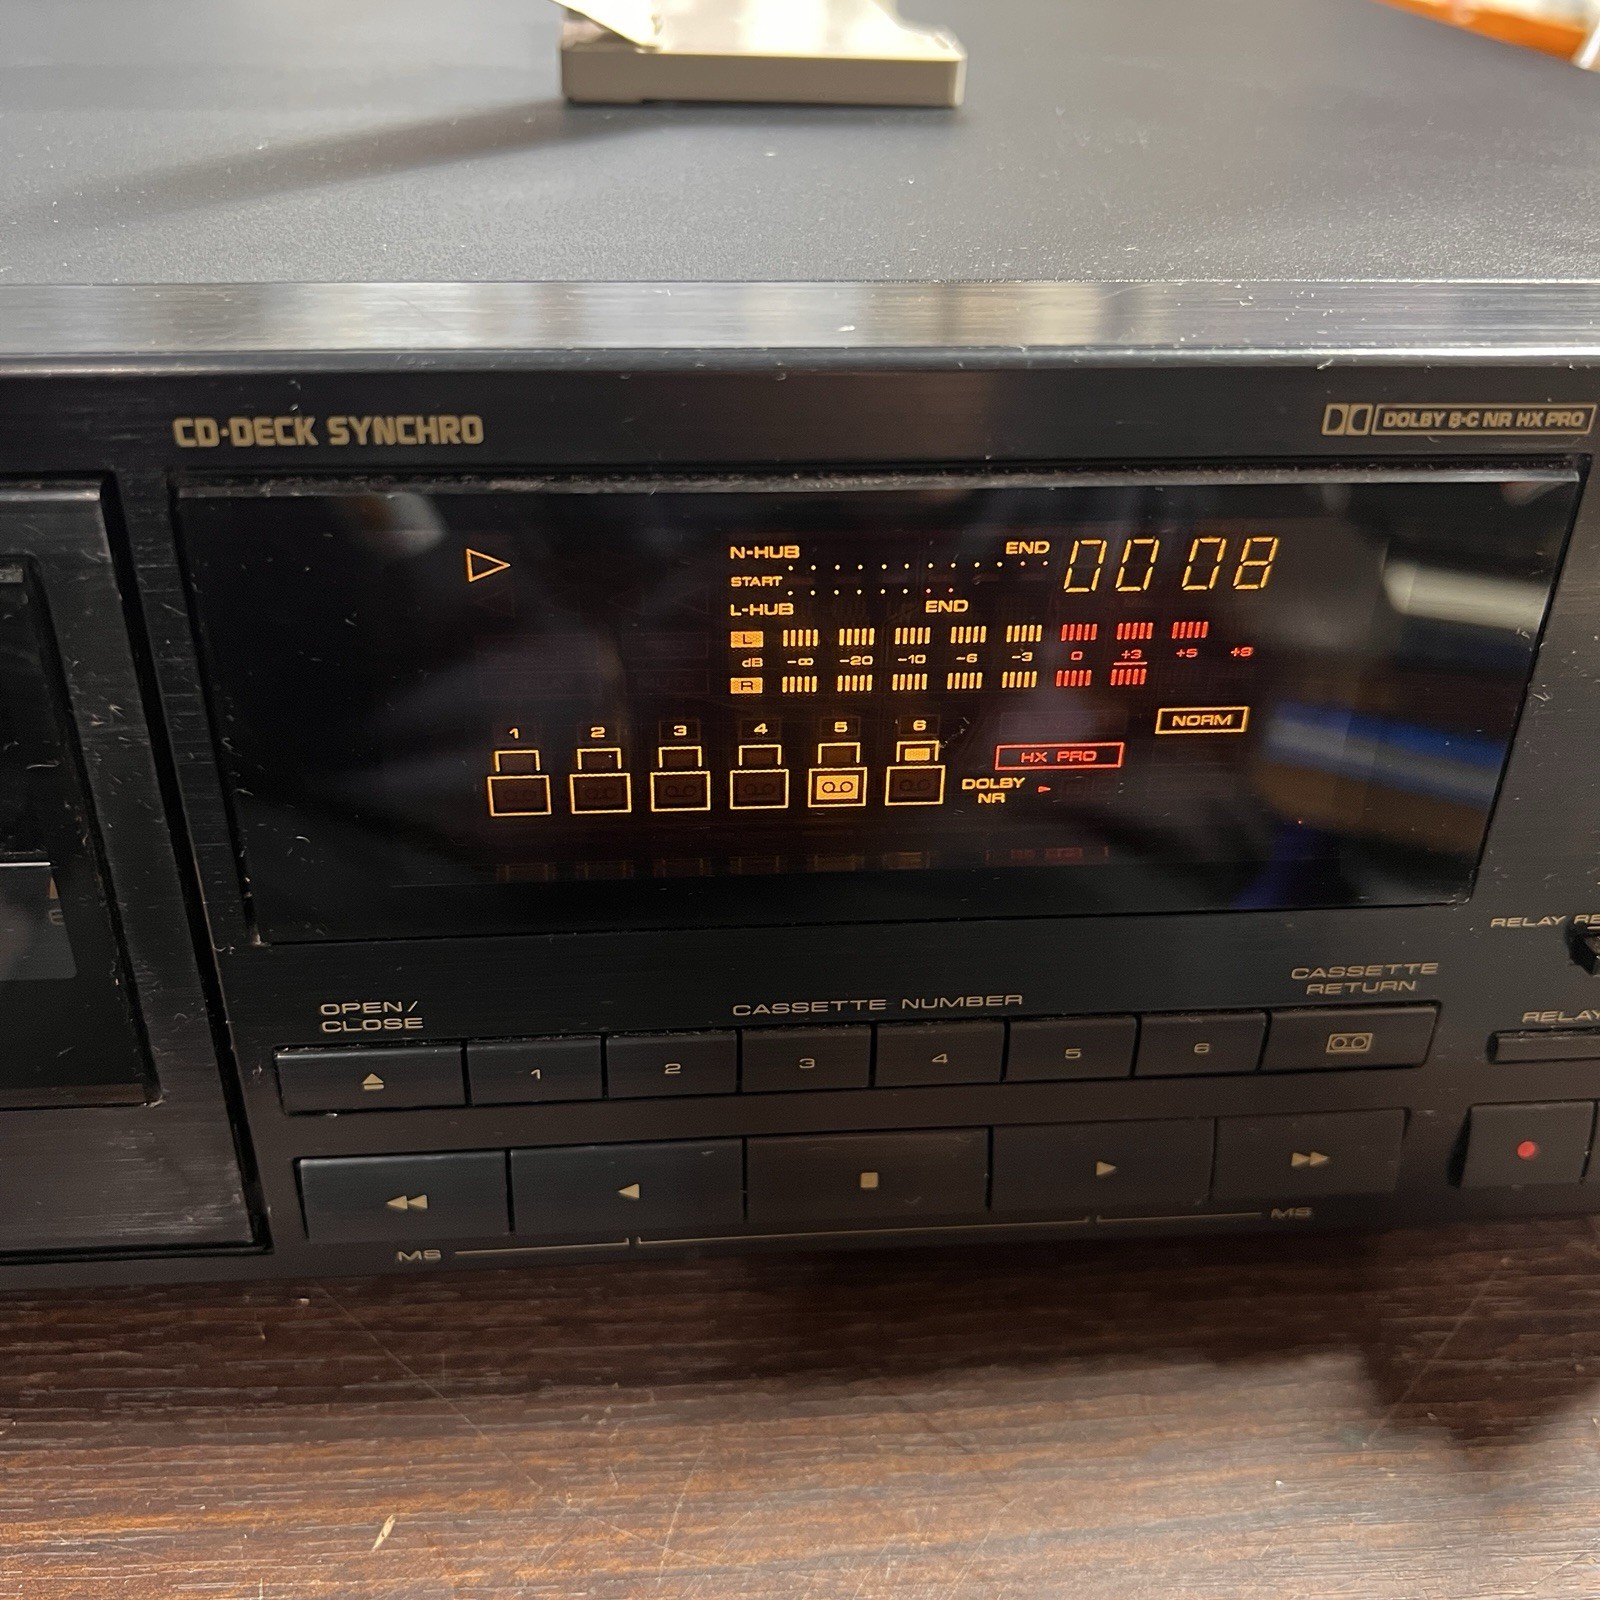 CD·DECK SYNCHRO
DOLBY B·C NR HX PRO
N-HUB
END
00 08
START
L-HUB
END
L
dB -∞ -20 -10 -6 -3 0 +3 +5 +8
R
NORM
1 2 3 4 5 6
HX PRO
DOLBY
NR
RELAY
OPEN/
CLOSE
CASSETTE NUMBER
CASSETTE
RETURN
RELAY
1 2 3 4 5 6
MS
MS